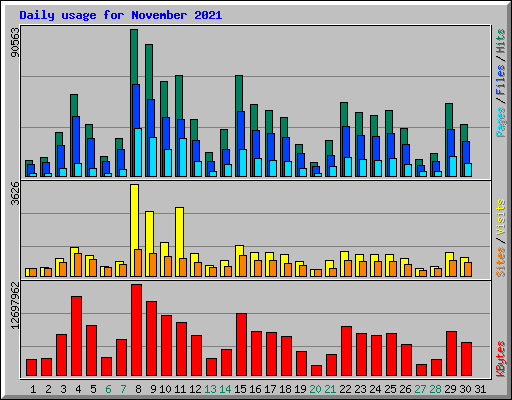 Daily usage for November 2021
90563
Pages / Files / Hits
3626
Sites / Visits
12697962
KBytes
1 2 3 4 5 6 7 8 9 10 11 12 13 14 15 16 17 18 19 20 21 22 23 24 25 26 27 28 29 30 31